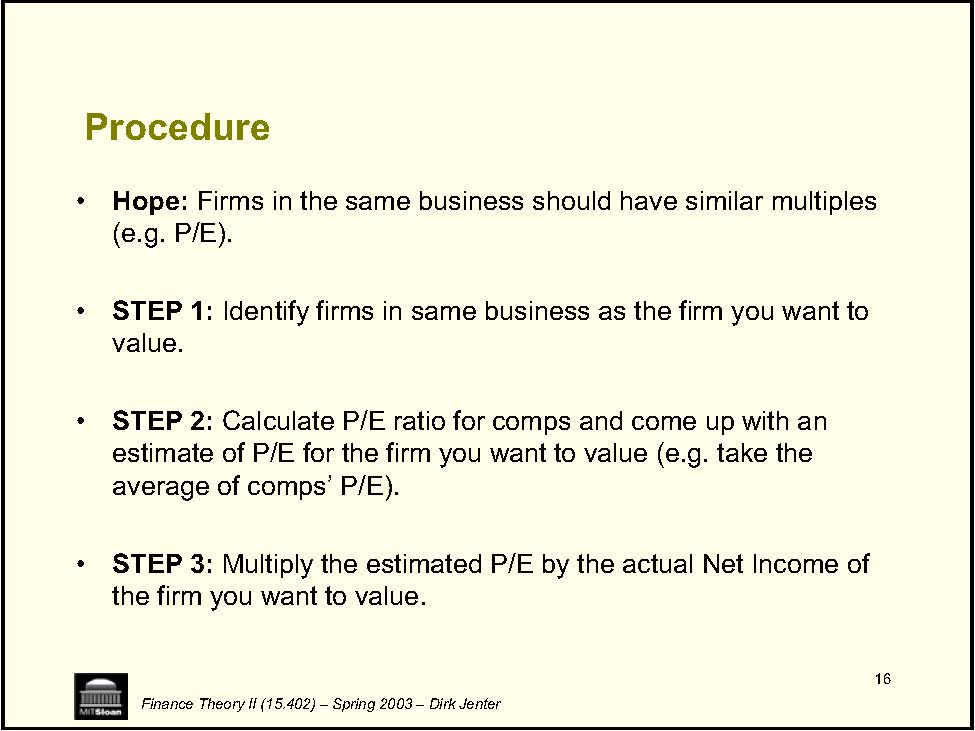 Procedure
• Hope: Firms in the same business should have similar multiples
(e.g. P/E).
• STEP 1: Identify firms in same business as the firm you want to
value.
• STEP 2: Calculate P/E ratio for comps and come up with an
estimate of P/E for the firm you want to value (e.g. take the
average of comps’ P/E).
• STEP 3: Multiply the estimated P/E by the actual Net Income of
the firm you want to value.
16
MITSloan
Finance Theory II (15.402) – Spring 2003 – Dirk Jenter